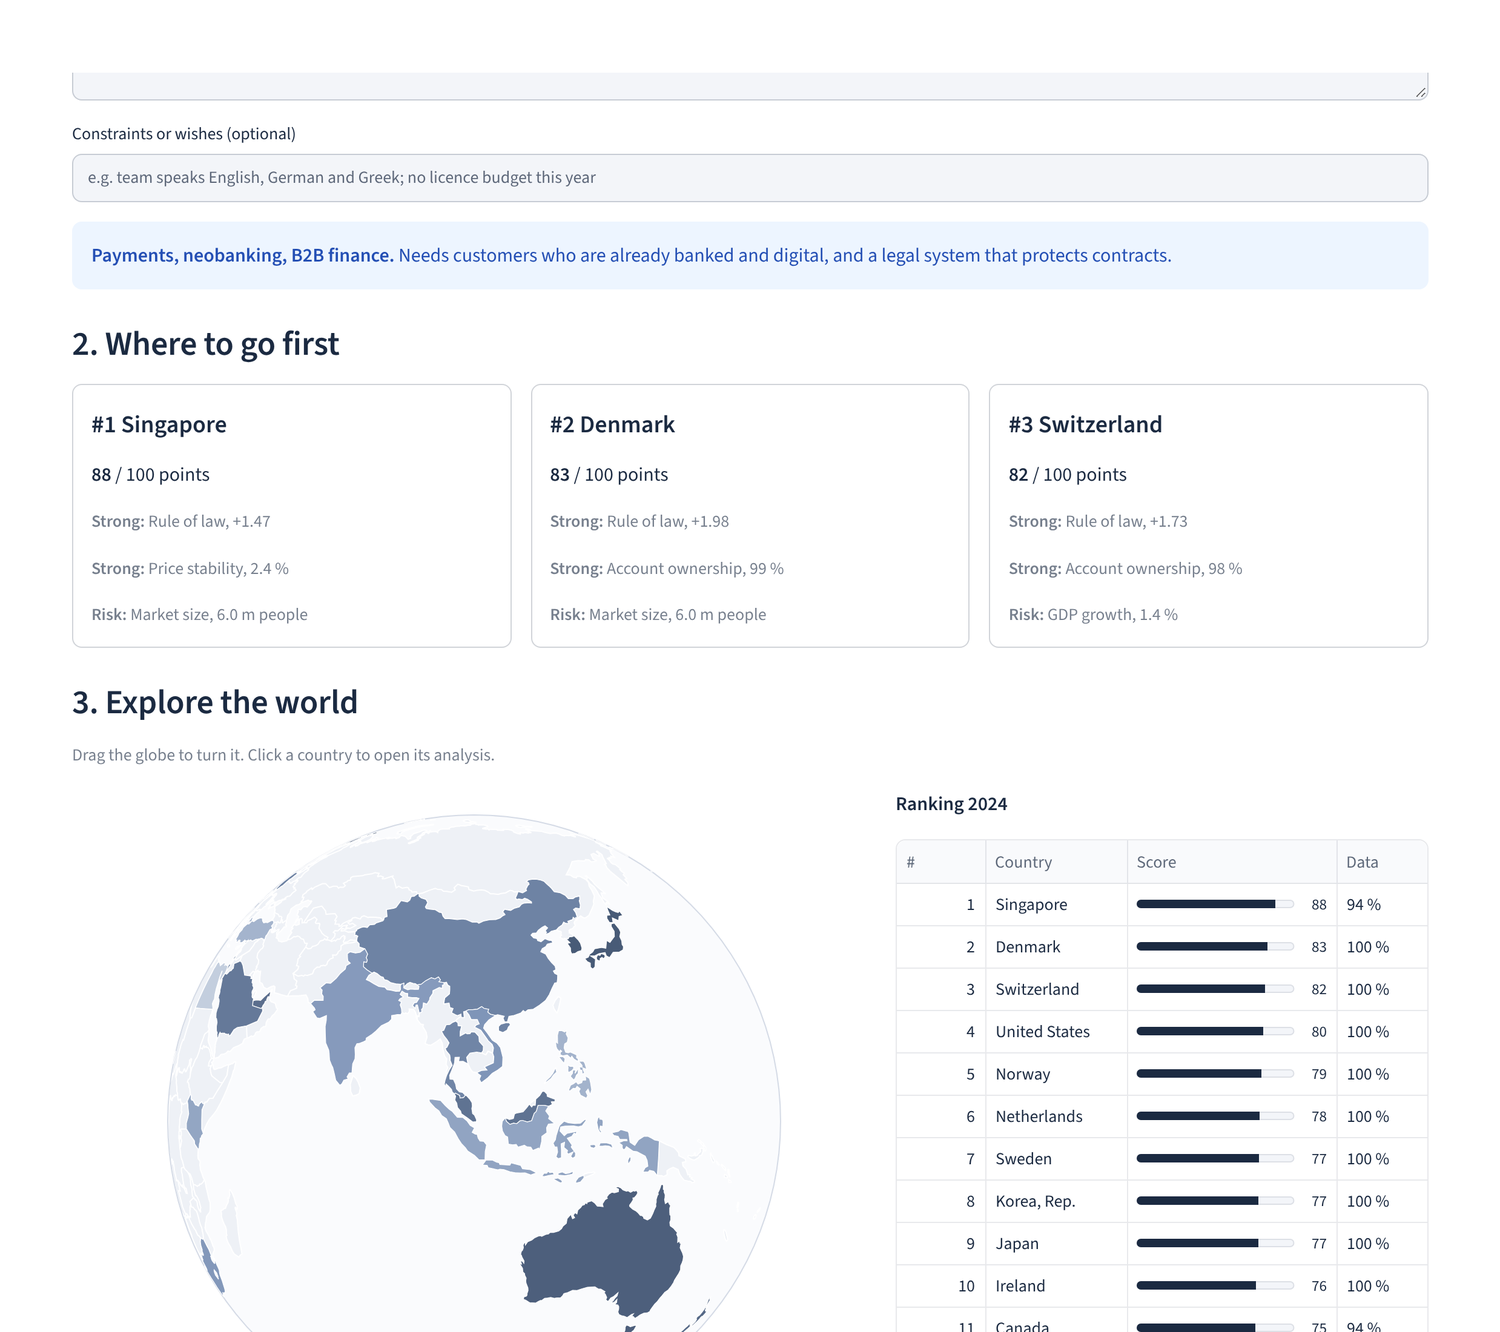 Constraints or wishes (optional)
e.g. team speaks English, German and Greek; no licence budget this year
Payments, neobanking, B2B finance. Needs customers who are already banked and digital, and a legal system that protects contracts.
2. Where to go first
#1 Singapore
88 / 100 points
Strong: Rule of law, +1.47
Strong: Price stability, 2.4 %
Risk: Market size, 6.0 m people
#2 Denmark
83 / 100 points
Strong: Rule of law, +1.98
Strong: Account ownership, 99 %
Risk: Market size, 6.0 m people
#3 Switzerland
82 / 100 points
Strong: Rule of law, +1.73
Strong: Account ownership, 98 %
Risk: GDP growth, 1.4 %
3. Explore the world
Drag the globe to turn it. Click a country to open its analysis.
Ranking 2024
# Country Score Data
1 Singapore 88 94 %
2 Denmark 83 100 %
3 Switzerland 82 100 %
4 United States 80 100 %
5 Norway 79 100 %
6 Netherlands 78 100 %
7 Sweden 77 100 %
8 Korea, Rep. 77 100 %
9 Japan 77 100 %
10 Ireland 76 100 %
11 Canada 75 94 %